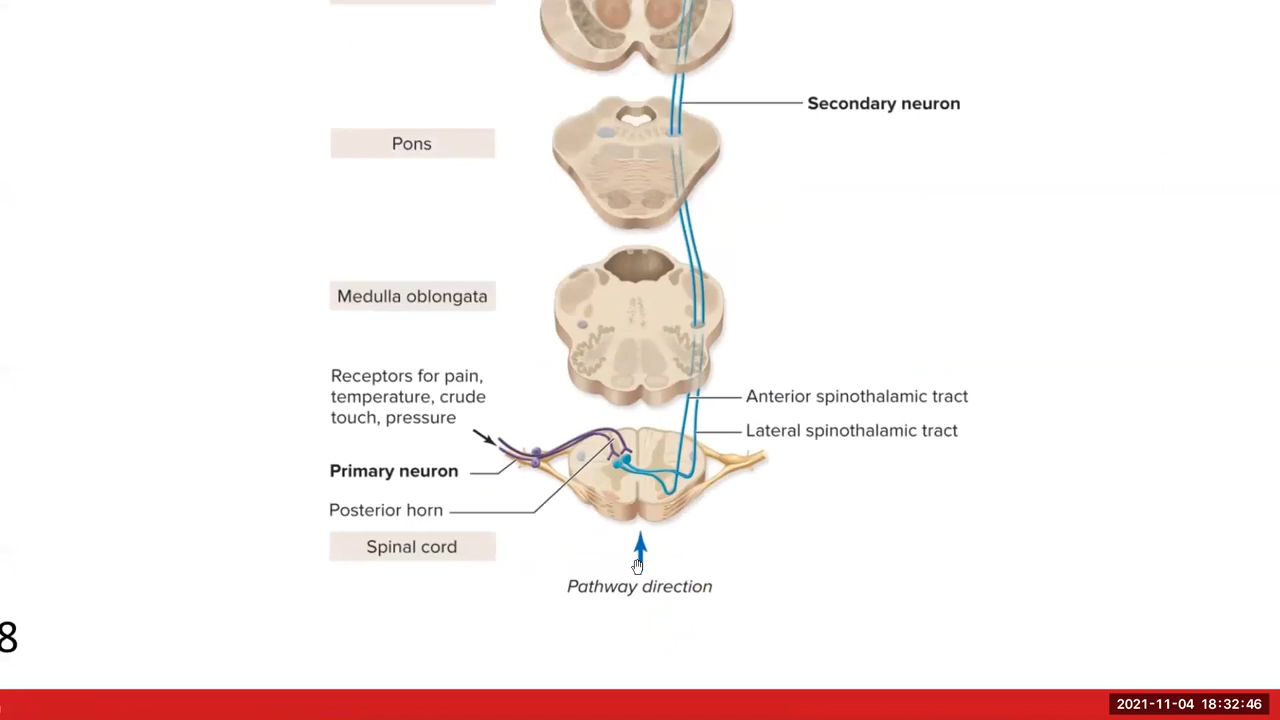 Secondary neuron
Pons
Medulla oblongata
Receptors for pain,
temperature, crude
touch, pressure
Anterior spinothalamic tract
Lateral spinothalamic tract
Primary neuron
Posterior horn
Spinal cord
Pathway direction
8
2021-11-04 18:32:46